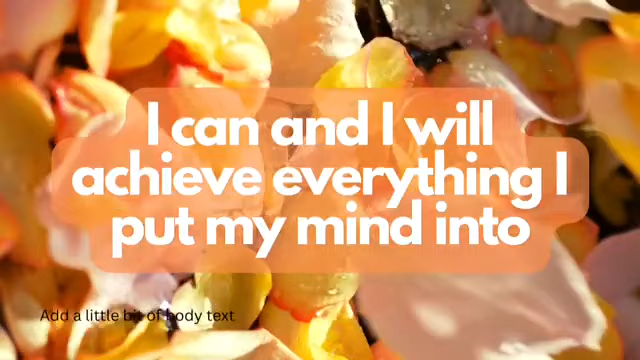 I can and I will
achieve everything I
put my mind into
Add a little bit of body text